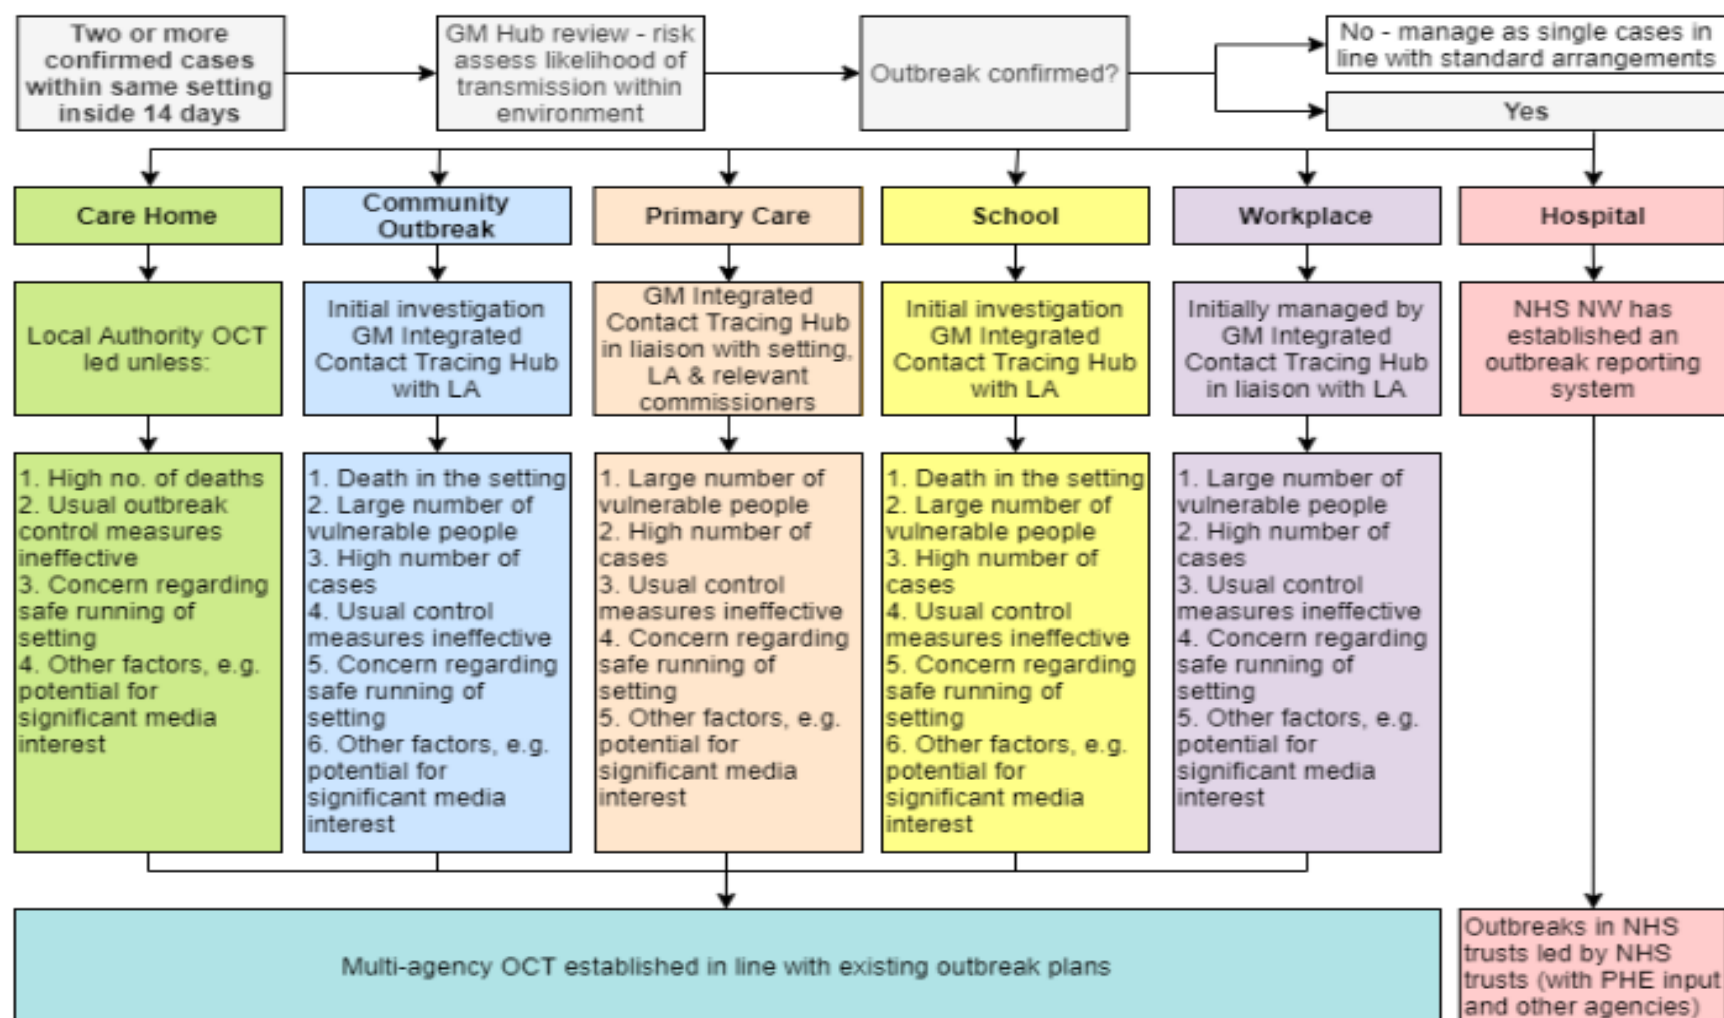 Two or more
confirmed cases
within same setting
inside 14 days
GM Hub review - risk
assess likelihood of
transmission within
environment
Outbreak confirmed?
No - manage as single cases in
line with standard arrangements
Yes
Care Home
Community
Outbreak
Primary Care
School
Workplace
Hospital
Local Authority OCT
led unless:
Initial investigation
GM Integrated
Contact Tracing Hub
with LA
GM Integrated
Contact Tracing Hub
in liaison with setting,
LA & relevant
commissioners
Initial investigation
GM Integrated
Contact Tracing Hub
with LA
Initially managed by
GM Integrated
Contact Tracing Hub
in liaison with LA
NHS NW has
established an
outbreak reporting
system
1. High no. of deaths
2. Usual outbreak
control measures
ineffective
3. Concern regarding
safe running of
setting
4. Other factors, e.g.
potential for
significant media
interest
1. Death in the setting
2. Large number of
vulnerable people
3. High number of
cases
4. Usual control
measures ineffective
5. Concern regarding
safe running of
setting
6. Other factors, e.g.
potential for
significant media
interest
1. Large number of
vulnerable people
2. High number of
cases
3. Usual control
measures ineffective
4. Concern regarding
safe running of
setting
5. Other factors, e.g.
potential for
significant media
interest
1. Death in the setting
2. Large number of
vulnerable people
3. High number of
cases
4. Usual control
measures ineffective
5. Concern regarding
safe running of
setting
6. Other factors, e.g.
potential for
significant media
interest
1. Large number of
vulnerable people
2. High number of
cases
3. Usual control
measures ineffective
4. Concern regarding
safe running of
setting
5. Other factors, e.g.
potential for
significant media
interest
Multi-agency OCT established in line with existing outbreak plans
Outbreaks in NHS
trusts led by NHS
trusts (with PHE input
and other agencies)